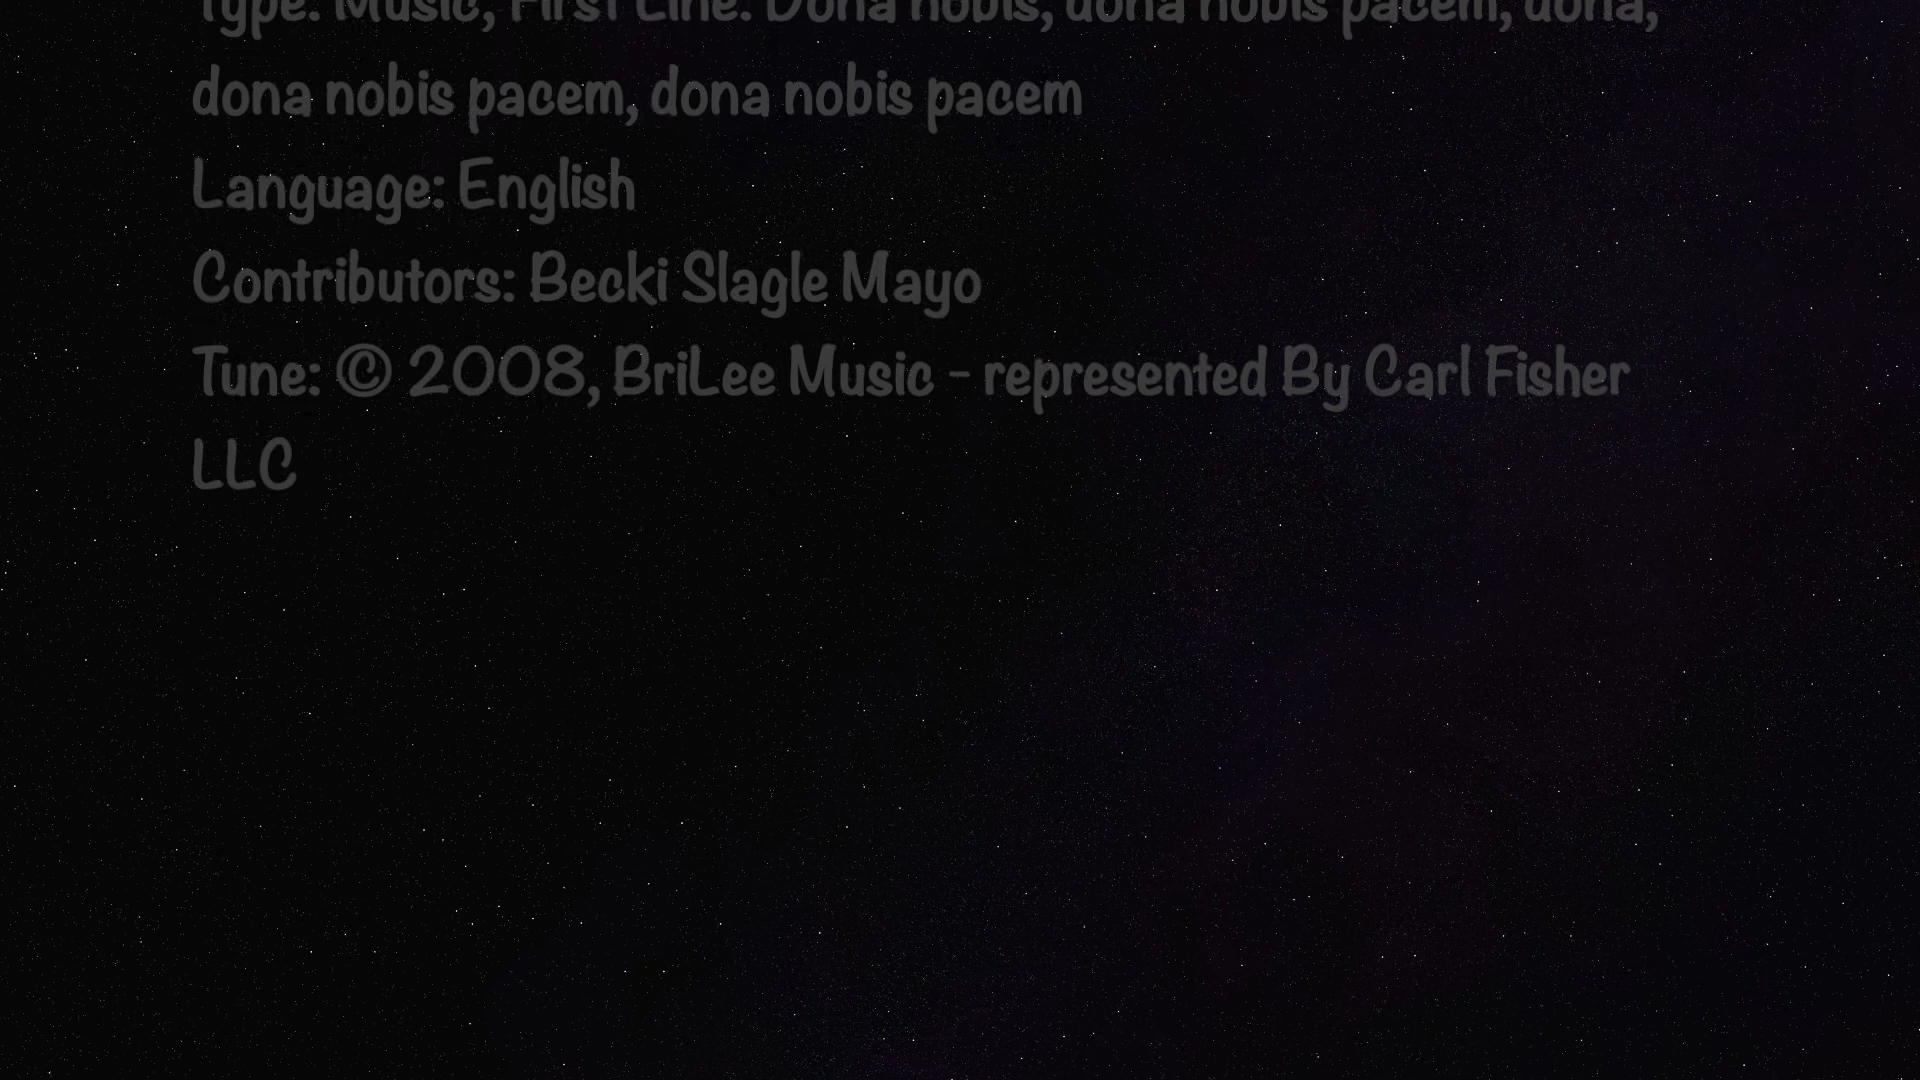 Type: Music, First Line: Dona nobis, dona nobis pacem, dona,
dona nobis pacem, dona nobis pacem
Language: English
Contributors: Becki Slagle Mayo
Tune: © 2008, BriLee Music - represented By Carl Fisher
LLC